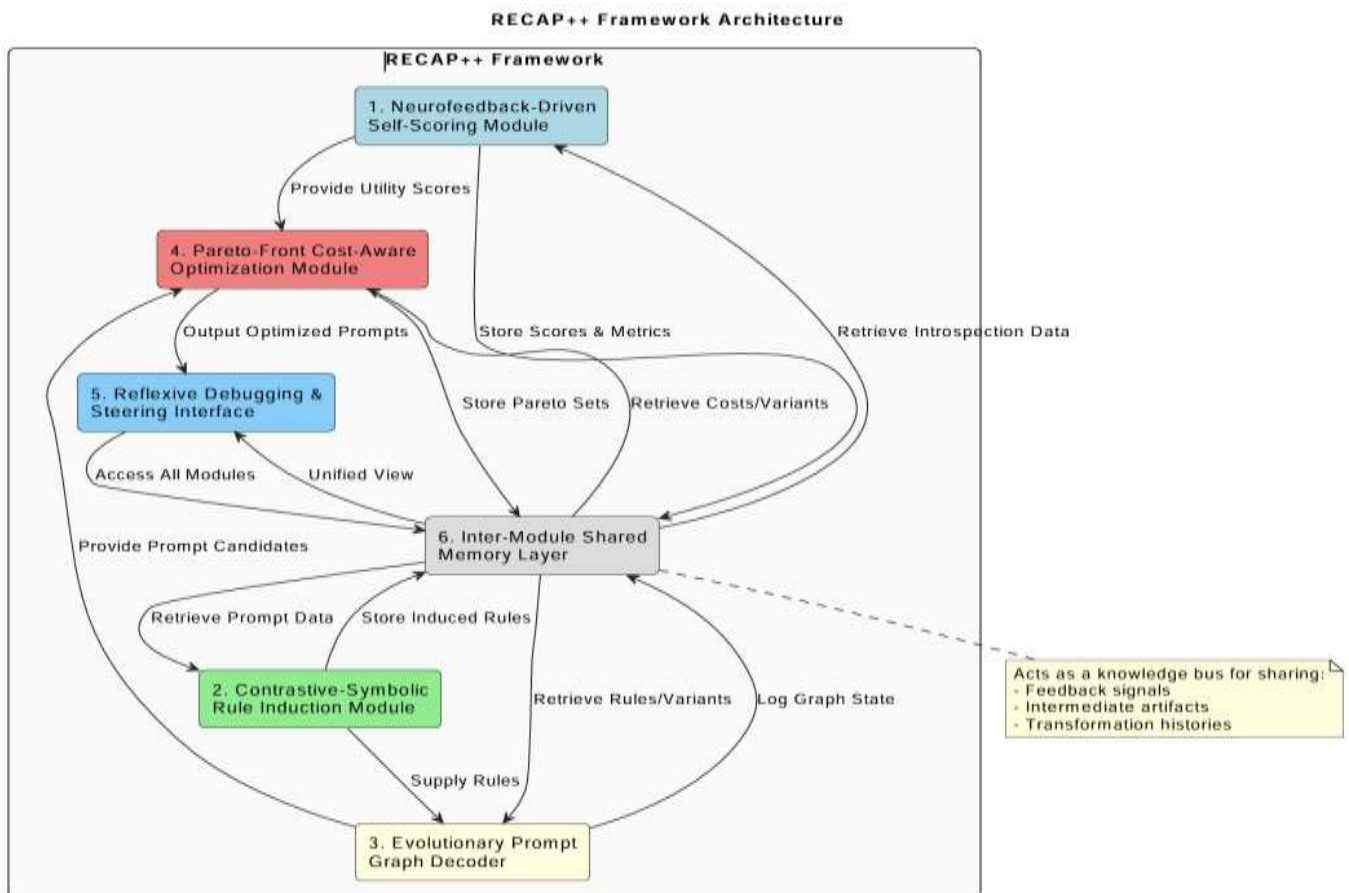 RECAP++ Framework Architecture
RECAP++ Framework
1. Neurofeedback-Driven
Self-Scoring Module
Provide Utility Scores
4. Pareto-Front Cost-Aware
Optimization Module
Output Optimized Prompts
Store Scores & Metrics
Retrieve Introspection Data
5. Reflexive Debugging &
Steering Interface
Store Pareto Sets
Retrieve Costs/Variants
Access All Modules
Unified View
6. Inter-Module Shared
Memory Layer
Provide Prompt Candidates
Retrieve Prompt Data
Store Induced Rules
2. Contrastive-Symbolic
Rule Induction Module
Retrieve Rules/Variants
Log Graph State
Acts as a knowledge bus for sharing:
- Feedback signals
- Intermediate artifacts
- Transformation histories
Supply Rules
3. Evolutionary Prompt
Graph Decoder